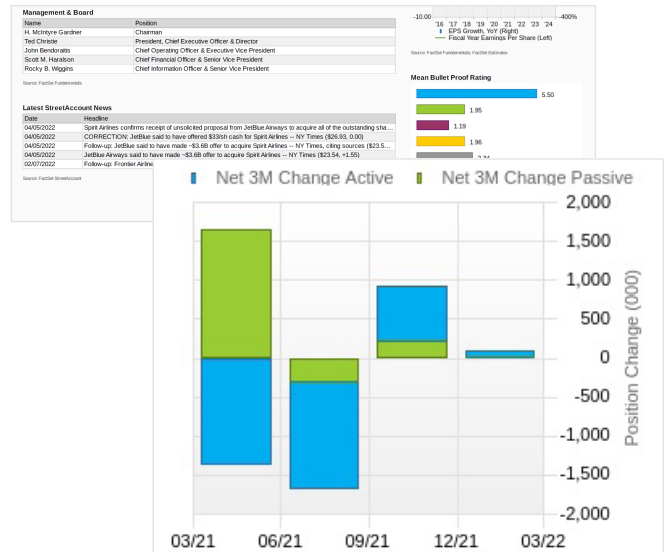 Management & Board
Name Position
H. McIntyre Gardner Chairman
Ted Christie President, Chief Executive Officer & Director
John Bendoraitis Chief Operating Officer & Executive Vice President
Scott M. Haralson Chief Financial Officer & Senior Vice President
Rocky B. Wiggins Chief Information Officer & Senior Vice President
Source: FactSet Fundamentals
Latest StreetAccount News
Date Headline
04/05/2022 Spirit Airlines confirms receipt of unsolicited proposal from JetBlue Airways to acquire all of the outstanding sha...
04/05/2022 CORRECTION: JetBlue said to have offered $33/sh cash for Spirit Airlines -- NY Times ($26.93, 0.00)
04/05/2022 Follow-up: JetBlue said to have made ~$3.6B offer to acquire Spirit Airlines, citing sources ($23.5...
04/05/2022 JetBlue Airways said to have made ~$3.6B offer to acquire Spirit Airlines -- NY Times ($23.54, +1.55)
02/07/2022 Follow-up: Frontier Airline
Source: FactSet StreetAccount
-10.00 -400%
'16 '17 '18 '19 '20 '21 '22 '23 '24
EPS Growth, YoY (Right)
Fiscal Year Earnings Per Share (Left)
Source: FactSet Fundamentals, FactSet Estimates
Mean Bullet Proof Rating
5.50
1.95
1.19
1.96
Net 3M Change Active Net 3M Change Passive
2,000
1,500
1,000
500
0
-500
-1,000
-1,500
-2,000
Position Change (000)
03/21 06/21 09/21 12/21 03/22